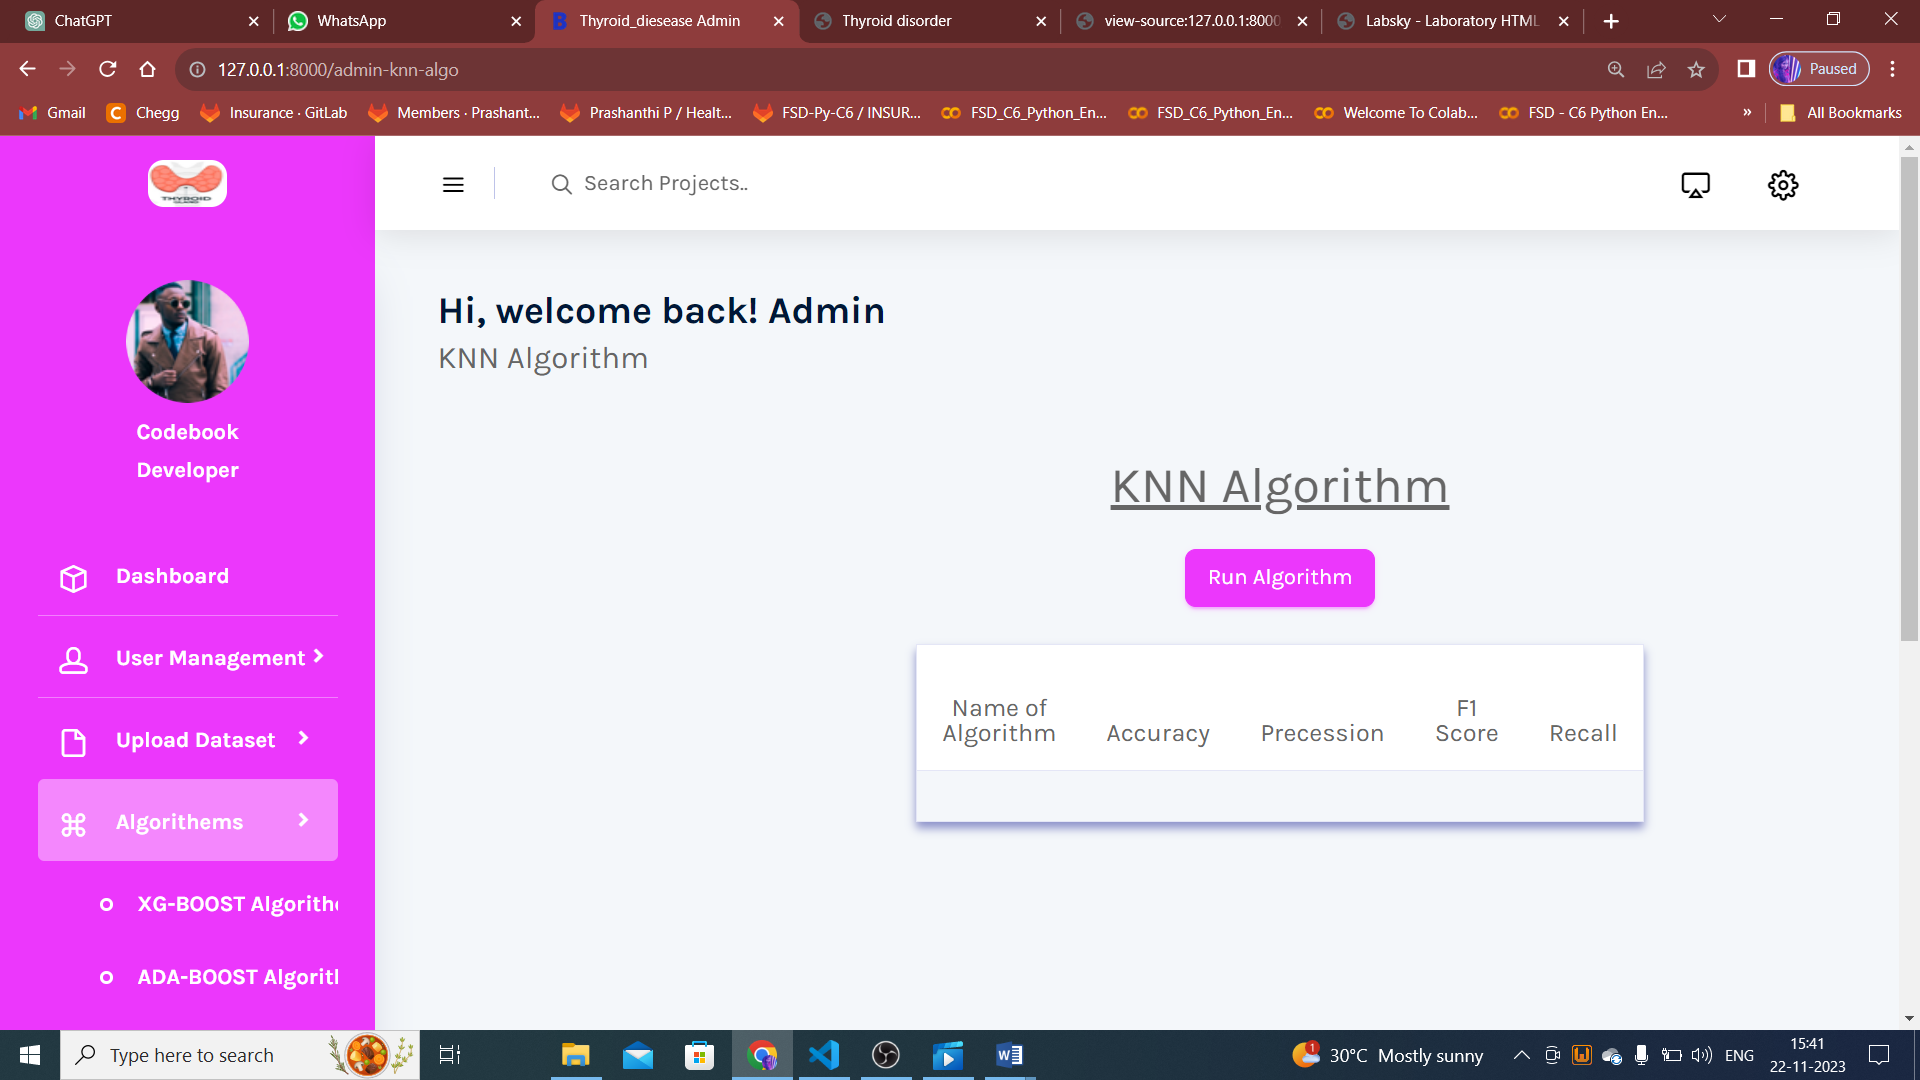 ChatGPT
WhatsApp
Thyroid_diesease Admin
Thyroid disorder
view-source:127.0.0.1:8000
Labsky - Laboratory HTML
127.0.0.1:8000/admin-knn-algo
Paused
Gmail
Chegg
Insurance · GitLab
Members · Prashant...
Prashanthi P / Healt...
FSD-Py-C6 / INSUR...
FSD_C6_Python_En...
FSD_C6_Python_En...
Welcome To Colab...
FSD - C6 Python En...
»
All Bookmarks
THYROID
Search Projects..
Codebook
Developer
Dashboard
User Management
Upload Dataset
Algorithems
XG-BOOST Algorithe
ADA-BOOST Algorith
Hi, welcome back! Admin
KNN Algorithm
KNN Algorithm
Run Algorithm
Name of
Algorithm
Accuracy
Precession
F1
Score
Recall
Type here to search
1
30°C Mostly sunny
ENG
15:41
22-11-2023